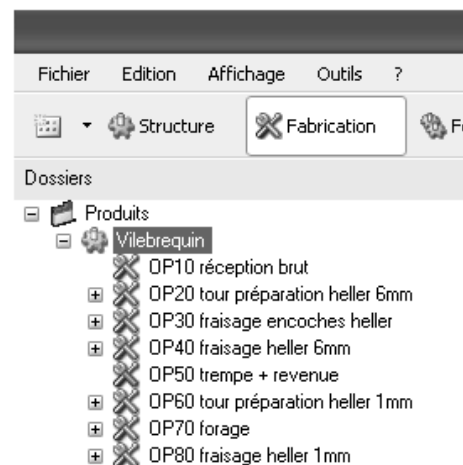 Fichier Edition Affichage Outils ?
Structure Fabrication
Dossiers
Produits
Vilebrequin
OP10 réception brut
OP20 tour préparation heller 6mm
OP30 fraisage encoches heller
OP40 fraisage heller 6mm
OP50 trempe + revenue
OP60 tour préparation heller 1mm
OP70 forage
OP80 fraisage heller 1mm